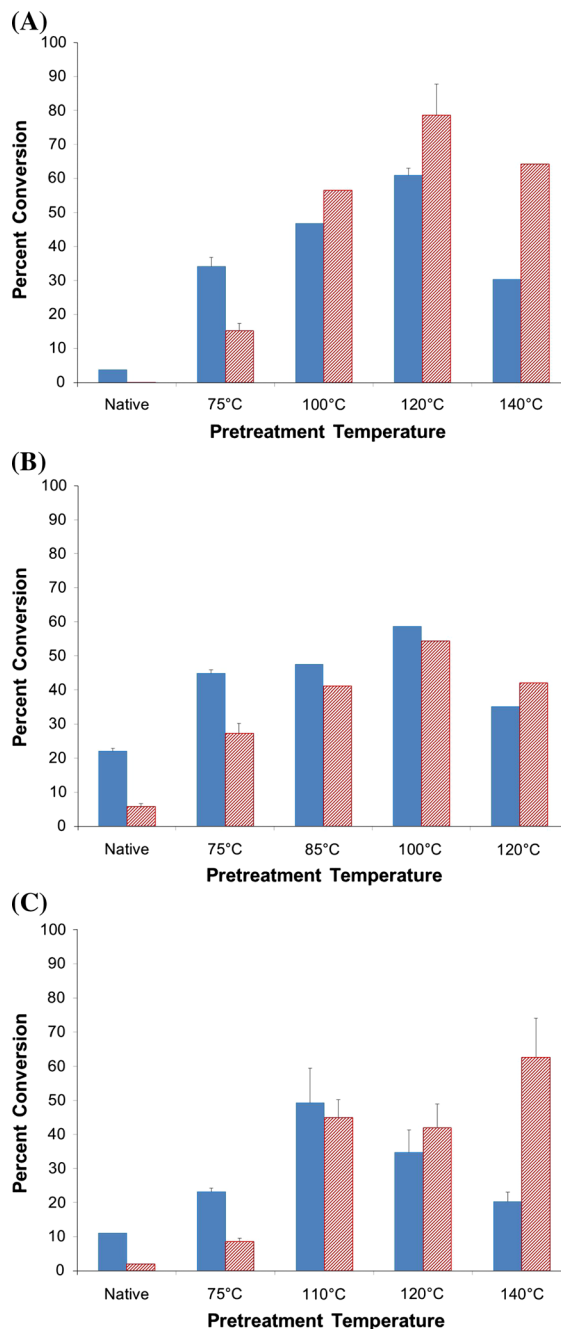 (A)
Percent Conversion
100
90
80
70
60
50
40
30
20
10
0
Native 75°C 100°C 120°C 140°C
Pretreatment Temperature
(B)
Percent Conversion
100
90
80
70
60
50
40
30
20
10
0
Native 75°C 85°C 100°C 120°C
Pretreatment Temperature
(C)
Percent Conversion
100
90
80
70
60
50
40
30
20
10
0
Native 75°C 110°C 120°C 140°C
Pretreatment Temperature